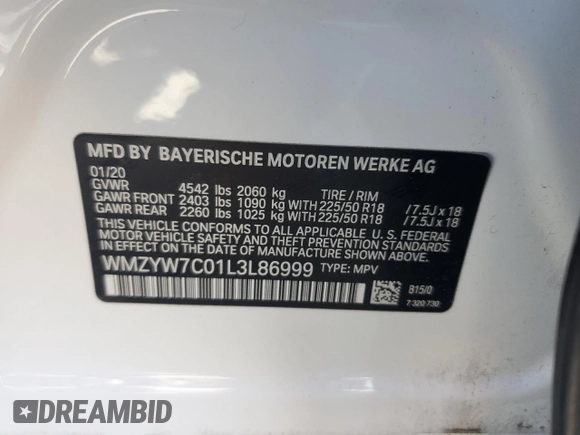 MFD BY BAYERISCHE MOTOREN WERKE AG
01/20
GVWR 4542 lbs 2060 kg TIRE / RIM
GAWR FRONT 2403 lbs 1090 kg WITH 225/50 R18 /7.5J x 18
GAWR REAR 2260 lbs 1025 kg WITH 225/50 R18 /7.5J x 18
THIS VEHICLE CONFORMS TO ALL APPLICABLE U.S. FEDERAL
MOTOR VEHICLE SAFETY AND THEFT PREVENTION
STANDARDS IN EFFECT ON THE DATE OF MANUFACTURE
SHOWN ABOVE.
WMZYW7C01L3L86999 TYPE: MPV
B15/0
7 320 730
DREAMBID